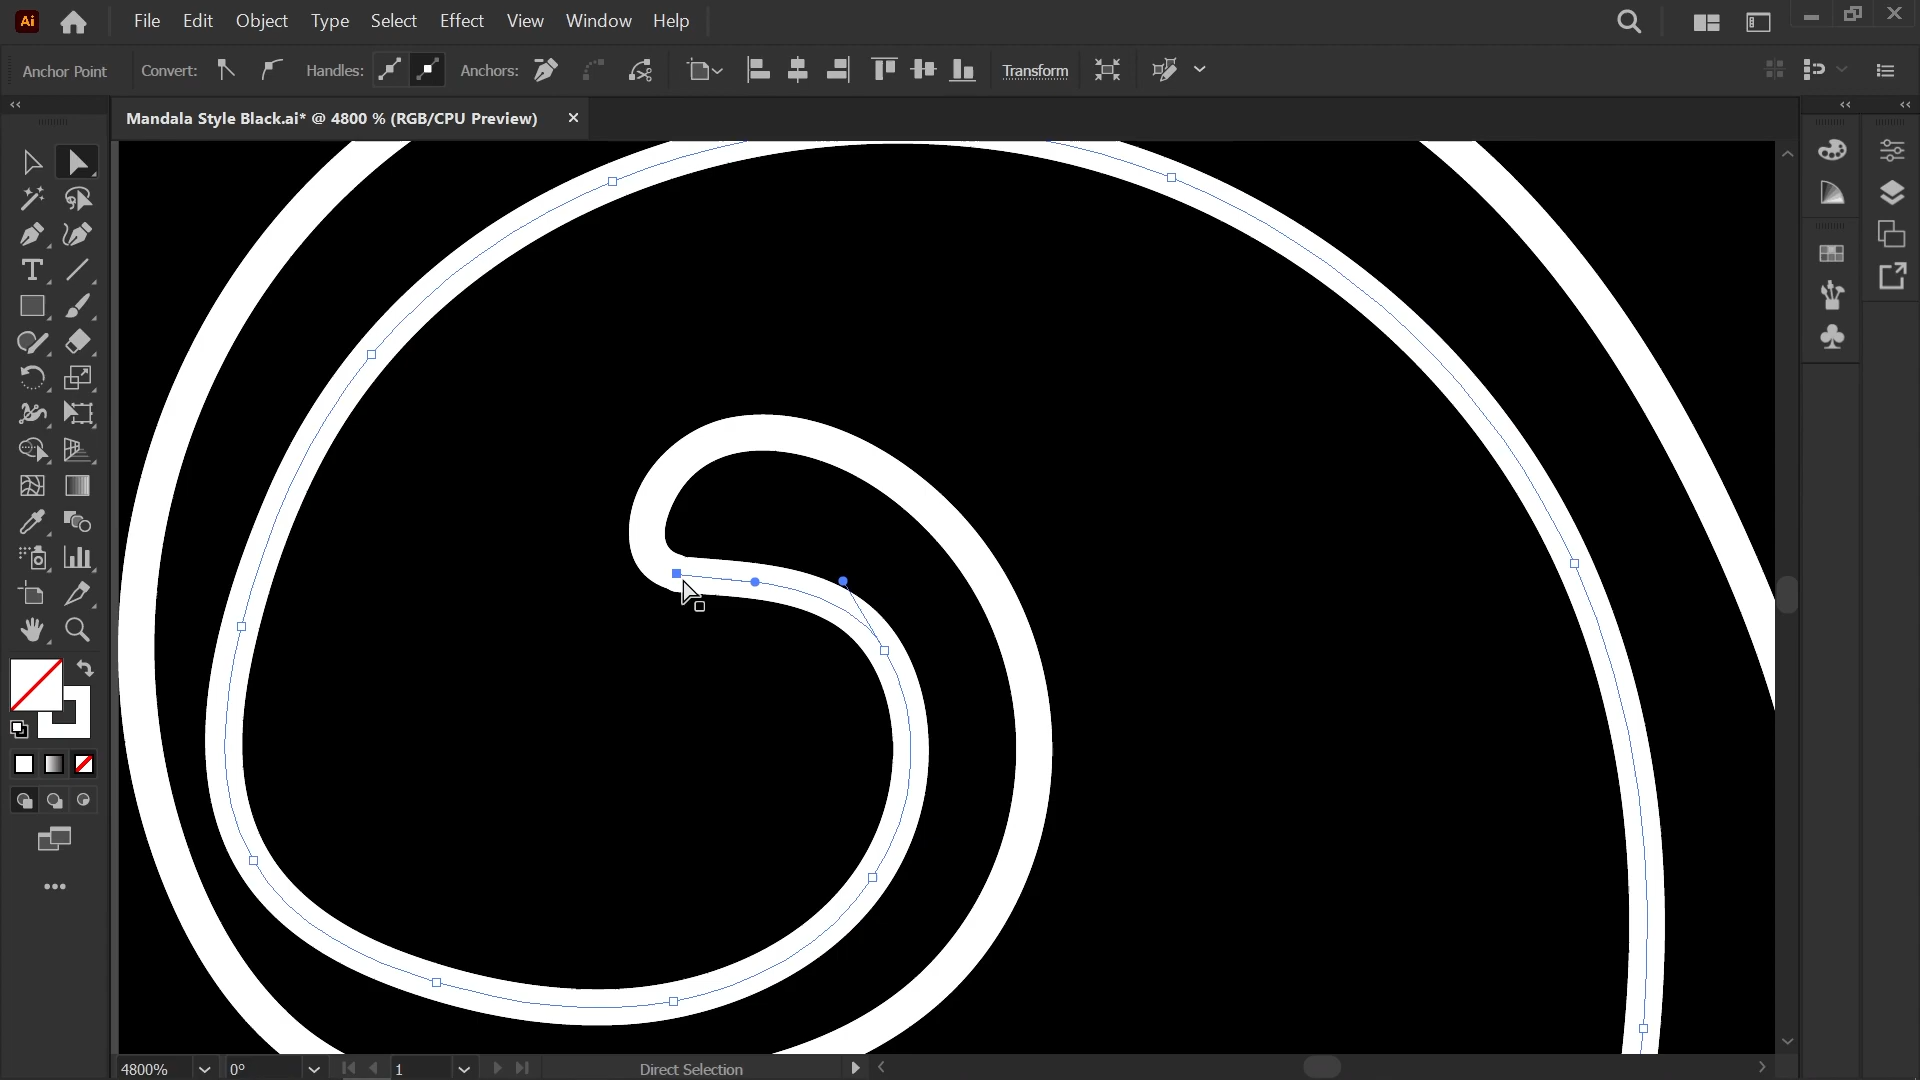 Ai File Edit Object Type Select Effect View Window Help
Anchor Point Convert: Handles: Anchors: Transform
Mandala Style Black.ai* @ 4800 % (RGB/CPU Preview)
4800% 0° 1 Direct Selection